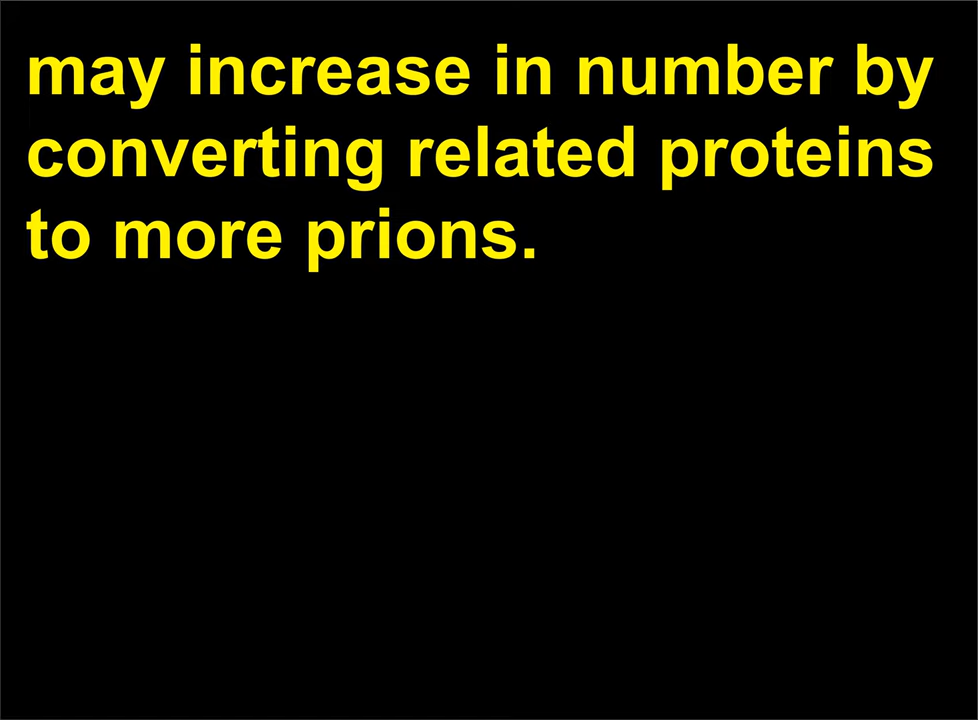 may increase in number by
converting related proteins
to more prions.